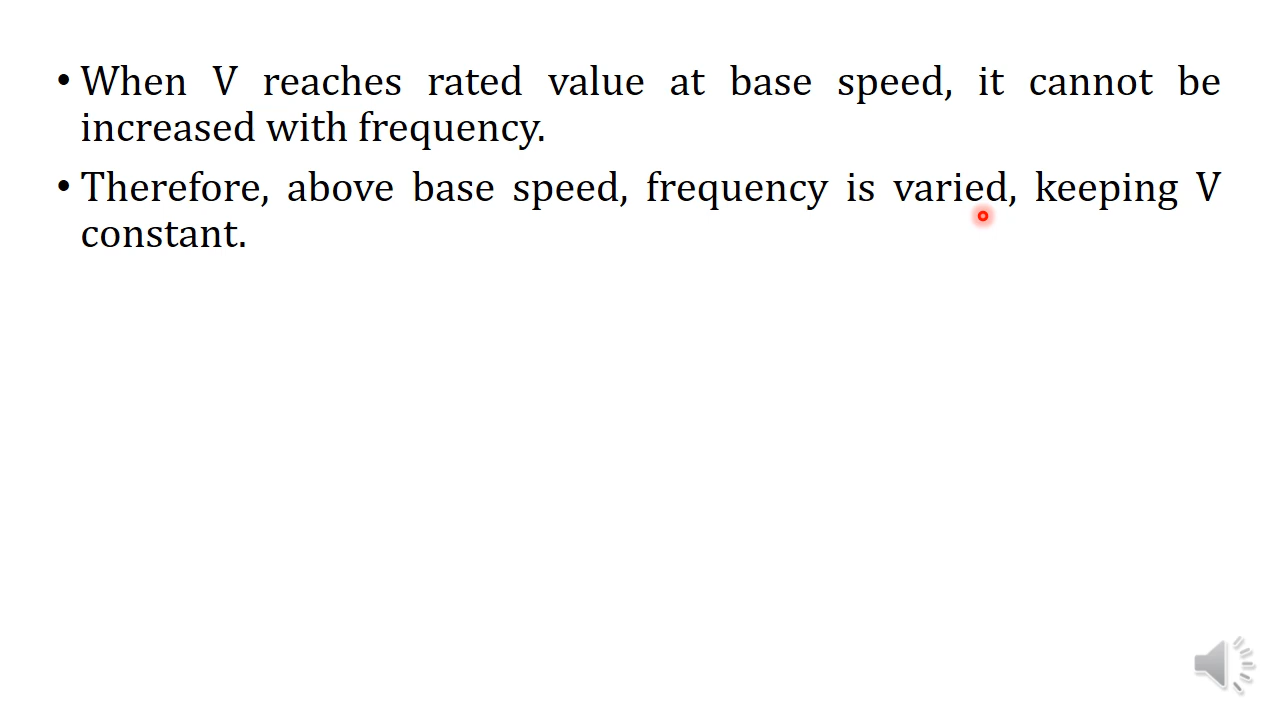 • When V reaches rated value at base speed, it cannot be
increased with frequency.
• Therefore, above base speed, frequency is varied, keeping V
constant.